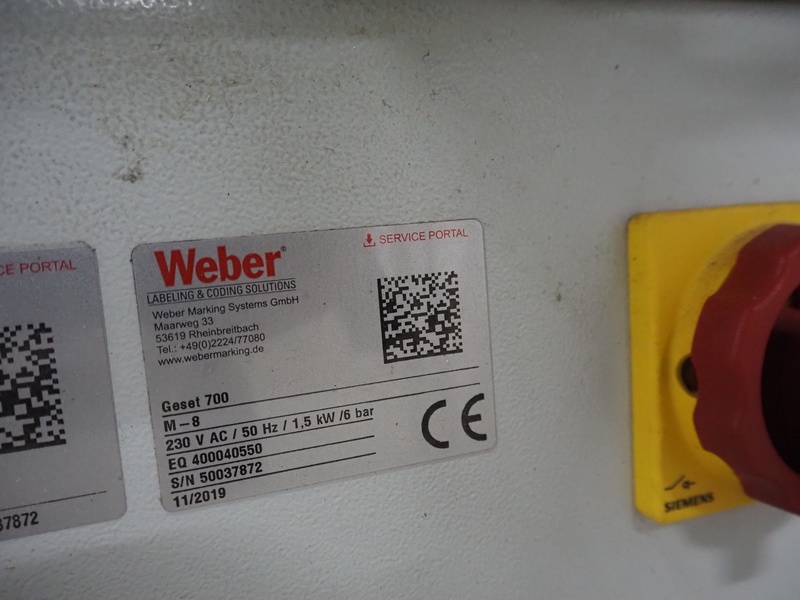 CE PORTAL
37872
Weber®
LABELING & CODING SOLUTIONS
SERVICE PORTAL
Weber Marking Systems GmbH
Maarweg 33
53619 Rheinbreitbach
Tel.: +49(0)2224/77080
www.webermarking.de
Geset 700
M – 8
230 V AC / 50 Hz / 1,5 kW /6 bar
EQ 400040550
S/N 50037872
11/2019
CE
SIEMENS